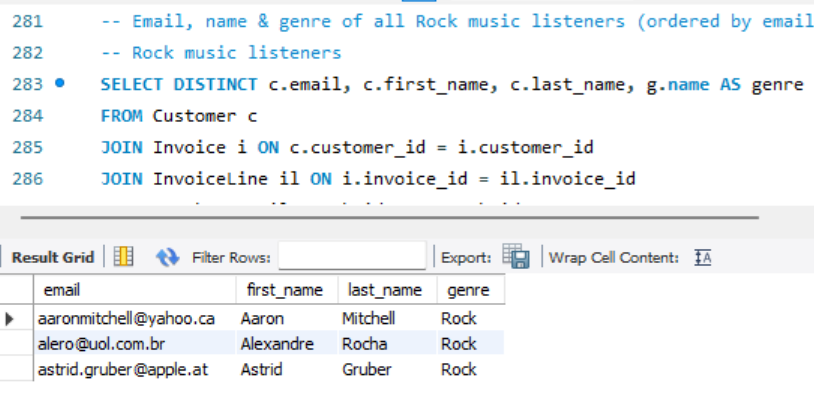 281 -- Email, name & genre of all Rock music listeners (ordered by email
282 -- Rock music listeners
283 SELECT DISTINCT c.email, c.first_name, c.last_name, g.name AS genre
284 FROM Customer c
285 JOIN Invoice i ON c.customer_id = i.customer_id
286 JOIN InvoiceLine il ON i.invoice_id = il.invoice_id
Result Grid Filter Rows: Export: Wrap Cell Content: IA
email first_name last_name genre
aaronmitchell@yahoo.ca Aaron Mitchell Rock
alero@uol.com.br Alexandre Rocha Rock
astrid.gruber@apple.at Astrid Gruber Rock